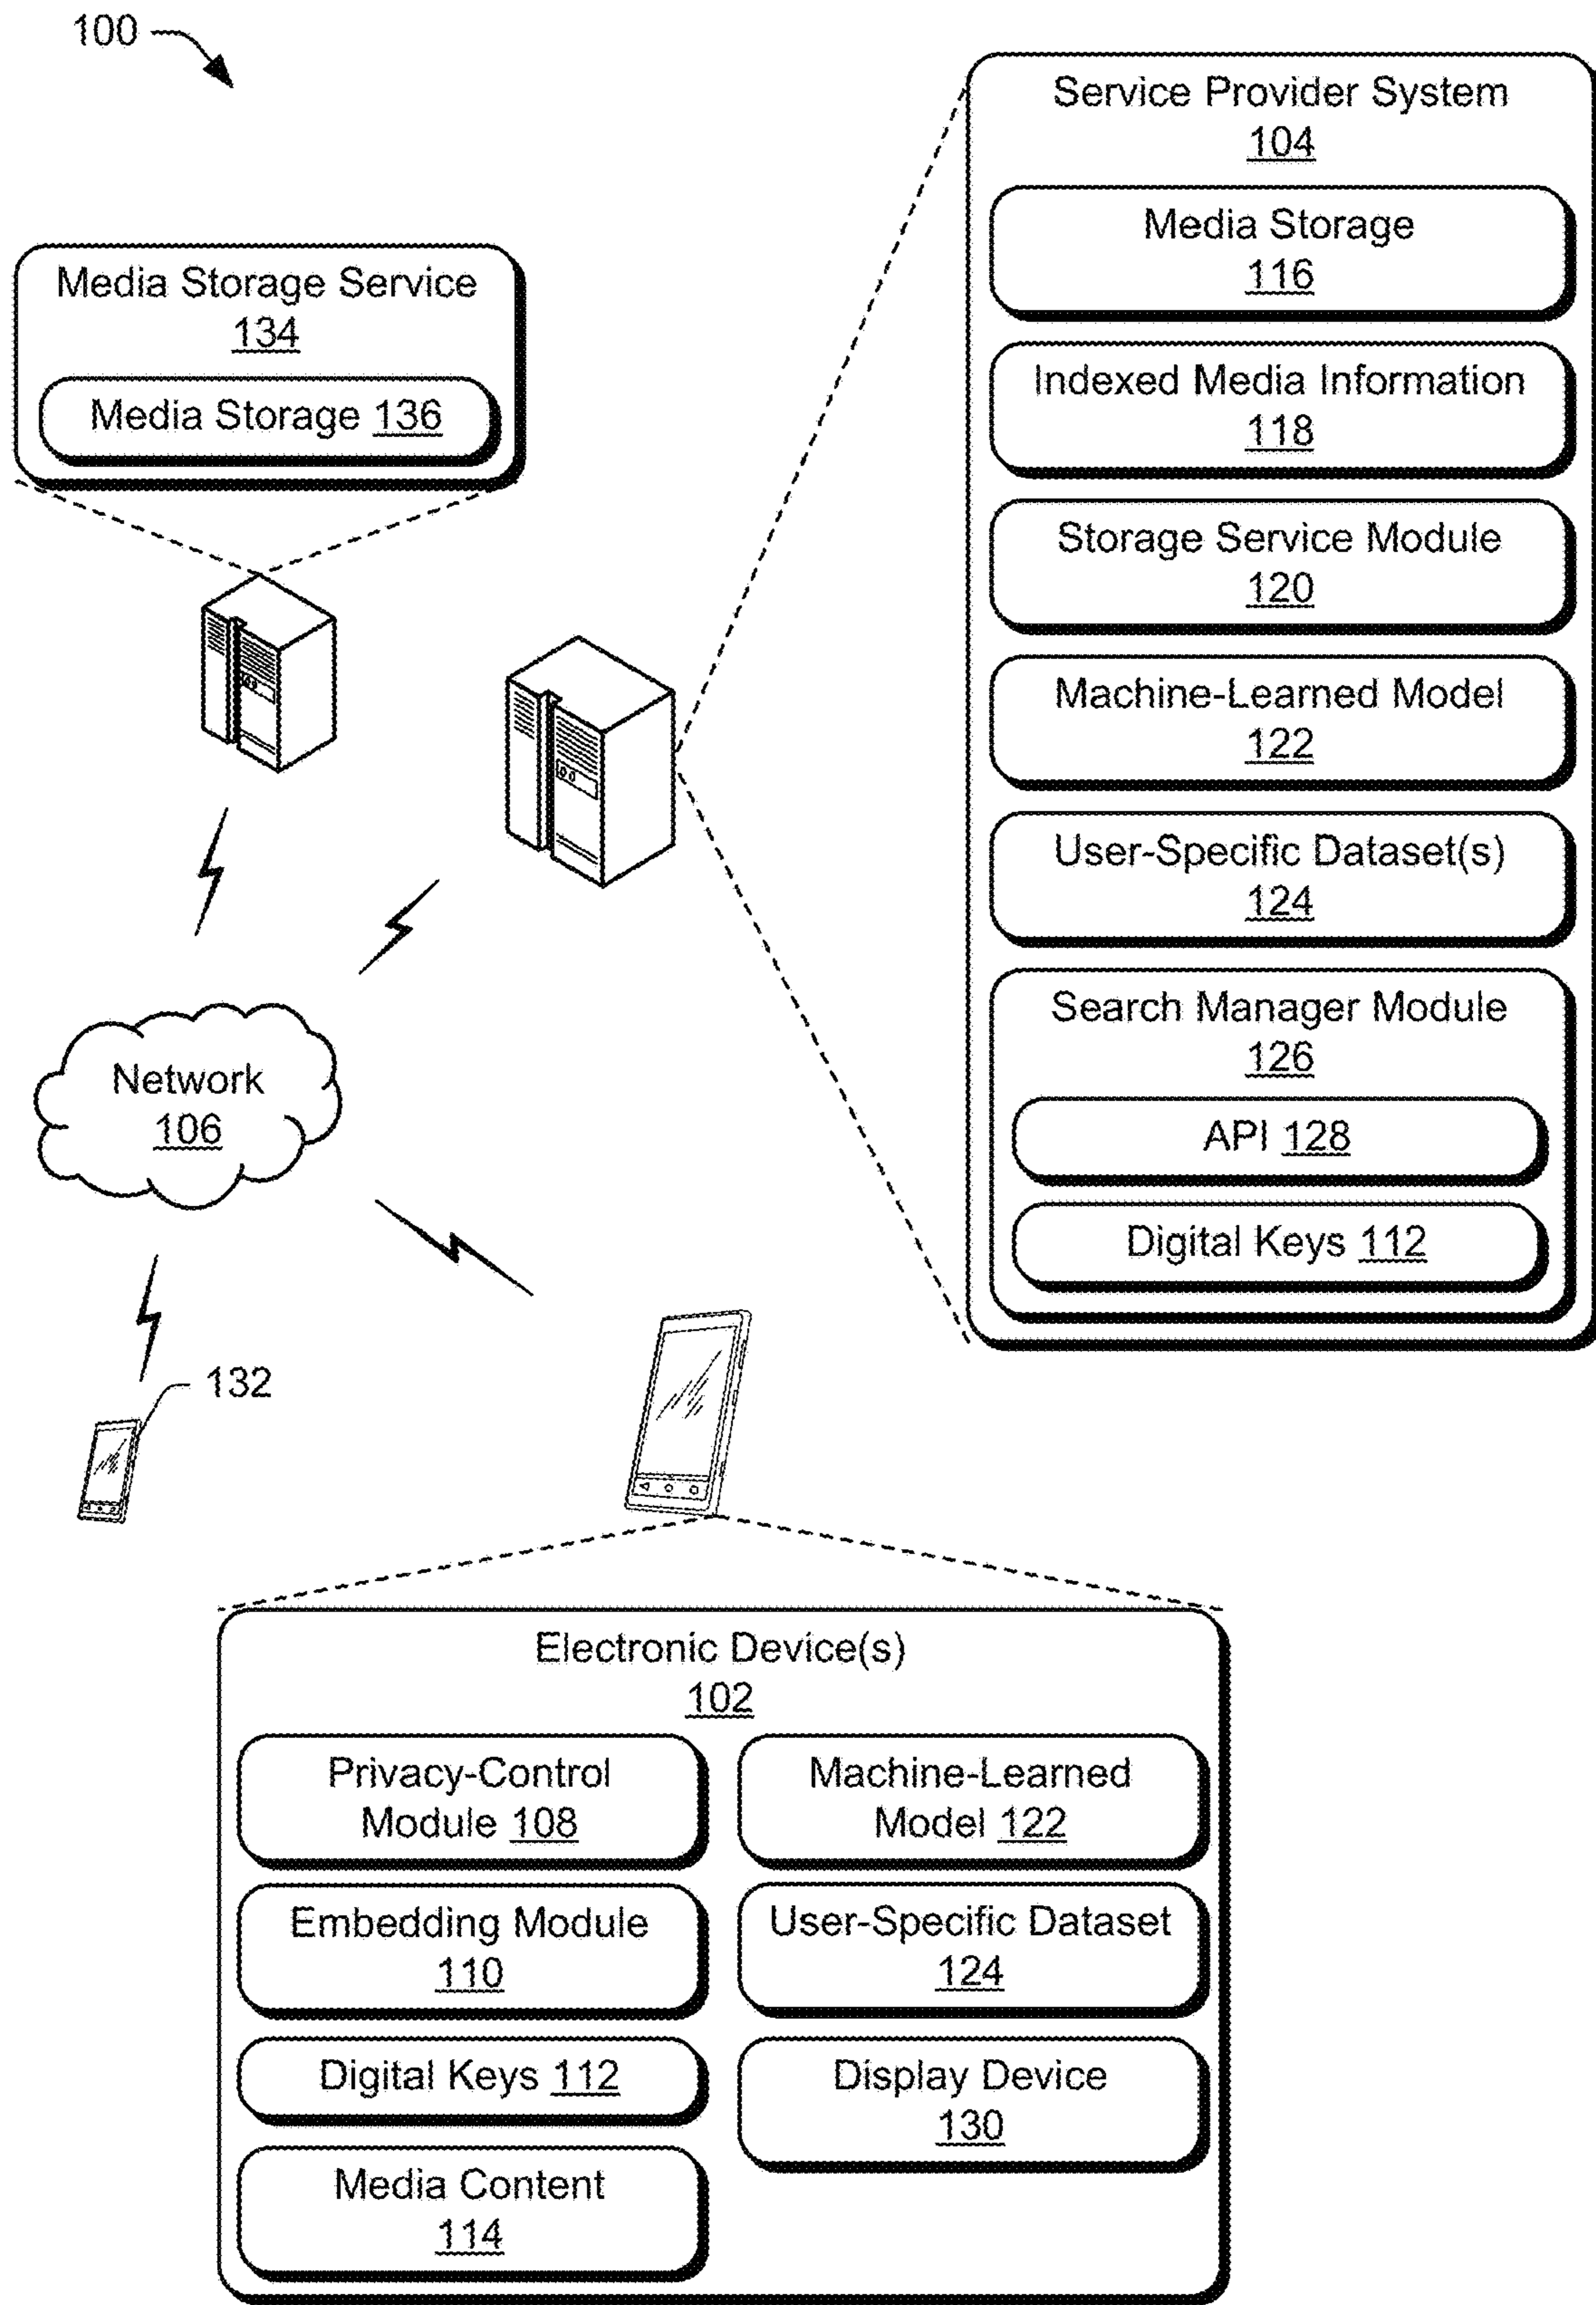 100
Service Provider System
104
Media Storage
116
Indexed Media Information
118
Storage Service Module
120
Machine-Learned Model
122
User-Specific Dataset(s)
124
Search Manager Module
126
API 128
Digital Keys 112
Media Storage Service
134
Media Storage 136
Network
106
132
Electronic Device(s)
102
Privacy-Control
Module 108
Embedding Module
110
Digital Keys 112
Media Content
114
Machine-Learned
Model 122
User-Specific Dataset
124
Display Device
130